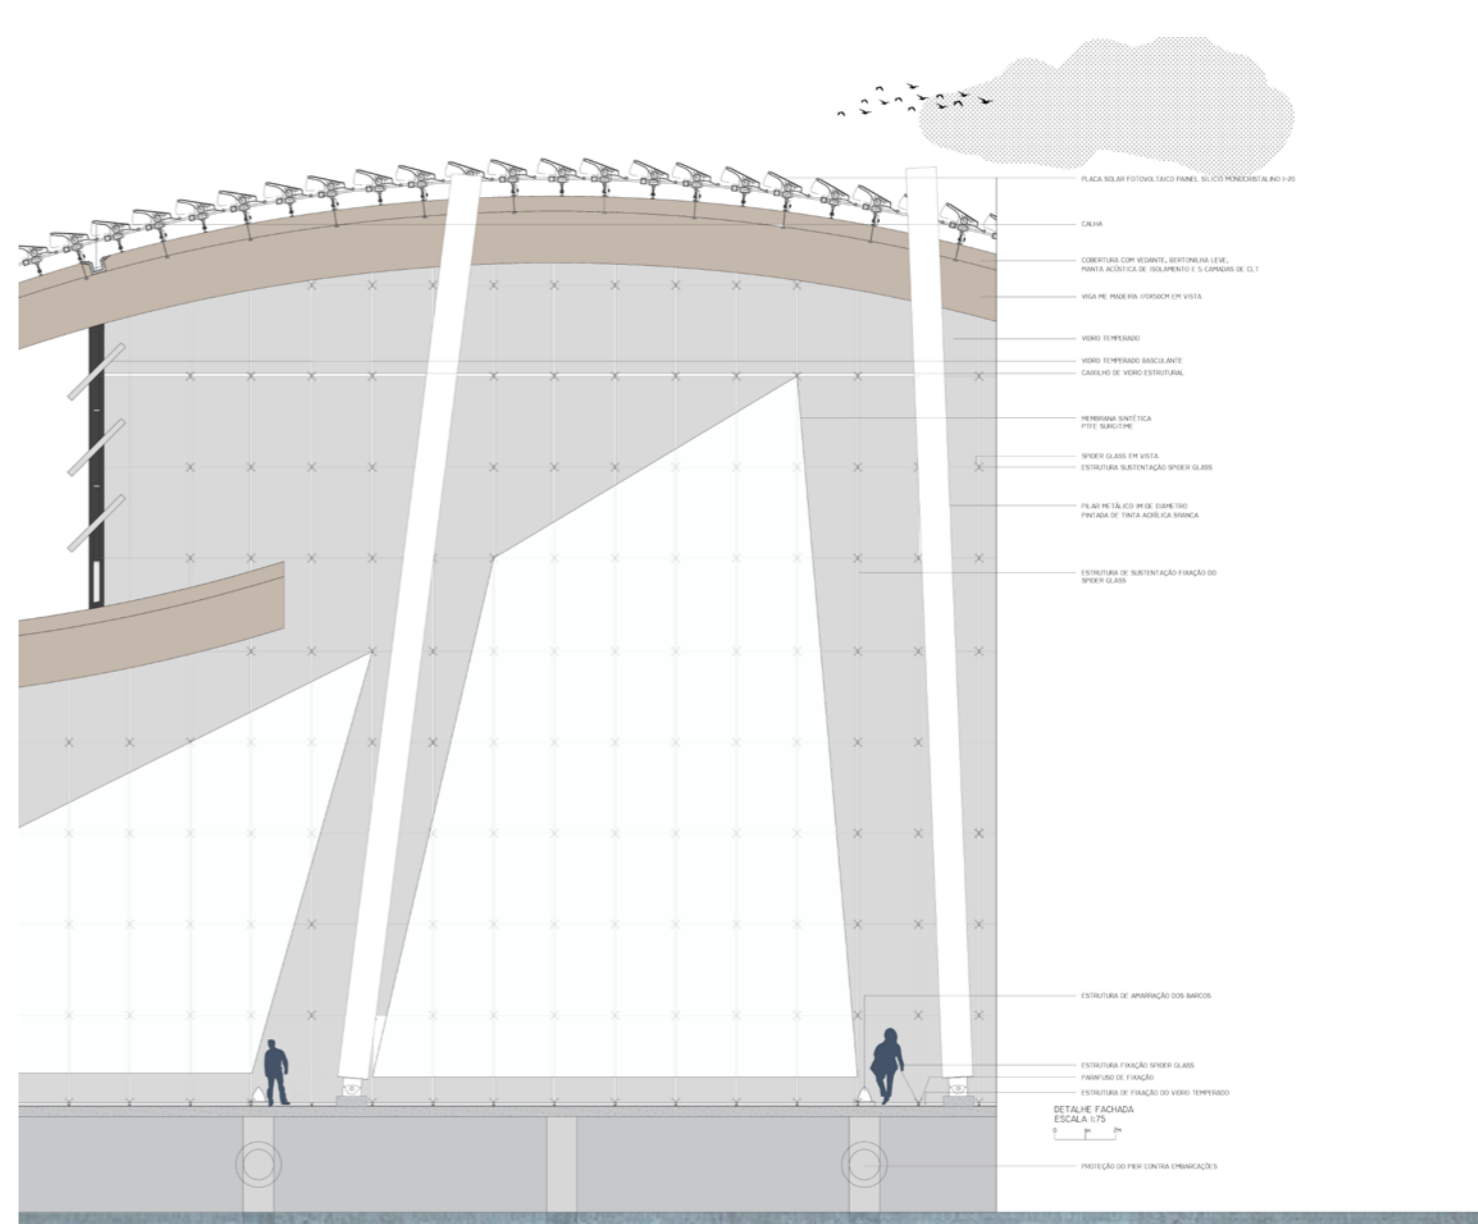 PLACA SOLAR FOTOVOLTAICO PAINEL SILICIO MONOCRISTALINO I-20
CALHA
COBERTURA COM VEDANTE, BERTONILHA LEVE,
MANTA ACÚSTICA DE ISOLAMENTO E 5-CAMADAS DE CLT
VIGA ME MADEIRA 170X50CM EM VISTA
VIDRO TEMPERADO
VIDRO TEMPERADO BASCULANTE
CAIXILHO DE VIDRO ESTRUTURAL
MEMBRANA SINTÉTICA
PTFE
SPIDER GLASS EM VISTA
ESTRUTURA SUSTENTAÇÃO SPIDER GLASS
PILAR METÁLICO 1M DE DIAMETRO
PINTADA DE TINTA ACRÍLICA BRANCA
ESTRUTURA DE SUSTENTAÇÃO FIXAÇÃO DO
SPIDER GLASS
ESTRUTURA DE AMARRAÇÃO DOS BARCOS
ESTRUTURA FIXAÇÃO SPIDER GLASS
PARAFUSO DE FIXAÇÃO
ESTRUTURA DE FIXAÇÃO DO VIDRO TEMPERADO
DETALHE FACHADA
ESCALA 1:75
0 1m 2m
PROTEÇÃO DO PIER CONTRA EMBARCAÇÕES